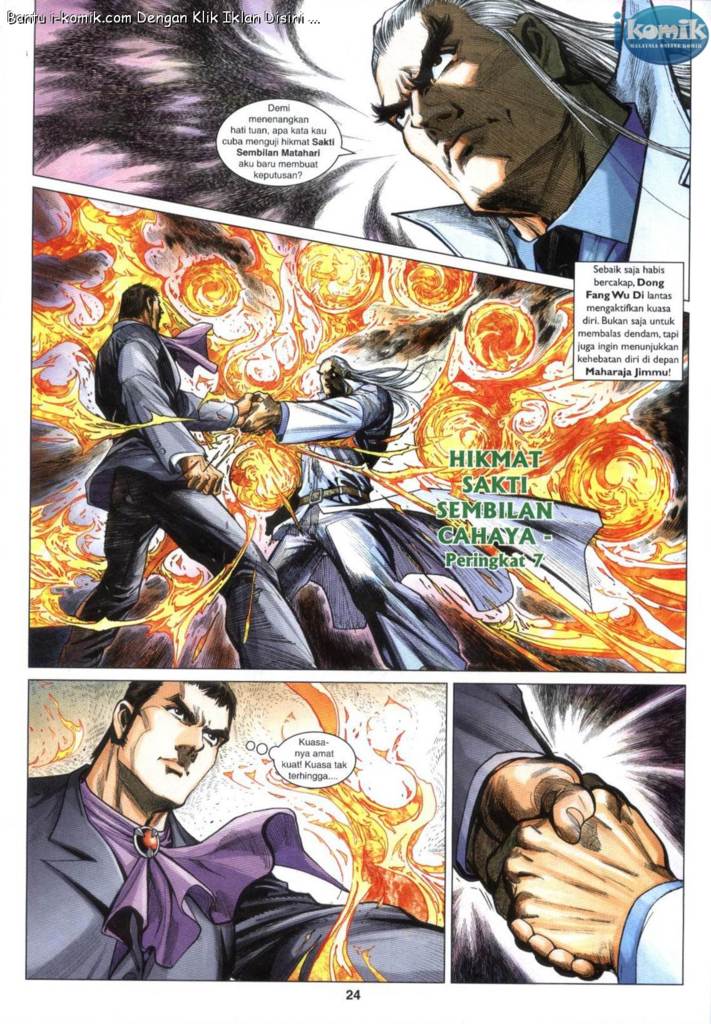 Bantu i-komik.com Dengan Klik Iklan Disini ...
ikomik
MALAYSIA ONLINE KOMIK
Demi
menenangkan
hati tuan, apa kata kau
cuba menguji hikmat Sakti
Sembilan Matahari
aku baru membuat
keputusan?
Sebaik saja habis
bercakap, Dong
Fang Wu Di lantas
mengaktifkan kuasa
diri. Bukan saja untuk
membalas dendam, tapi
juga ingin menunjukkan
kehebatan diri di depan
Maharaja Jimmu!
HIKMAT
SAKTI
SEMBILAN
CAHAYA -
Peringkat 7
Kuasa-
nya amat
kuat! Kuasa tak
terhingga....
24